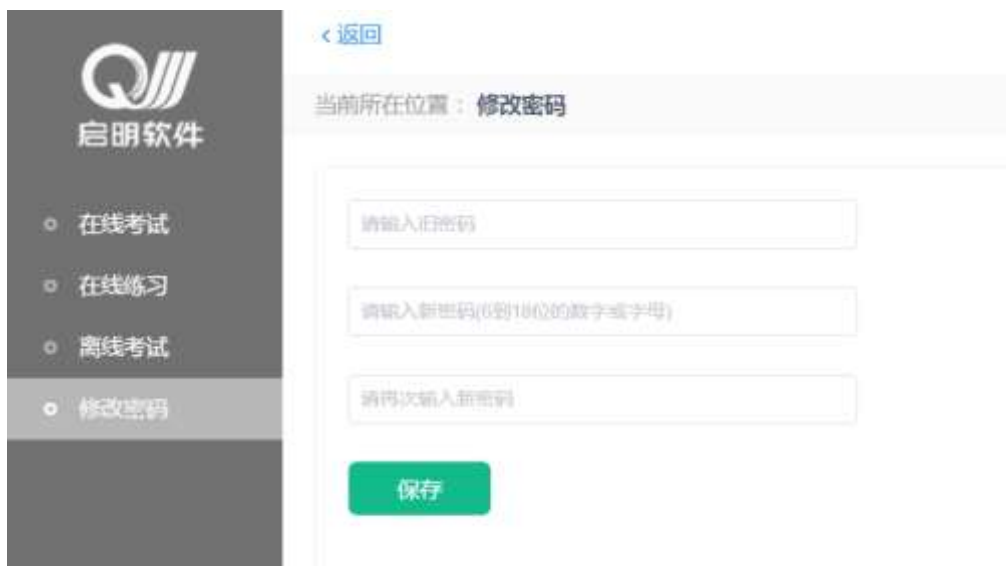 启明软件
在线考试
在线练习
离线考试
修改密码
<返回
当前所在位置：修改密码
请输入旧密码
请输入新密码(6到18位的数字或字母)
请再次输入新密码
保存